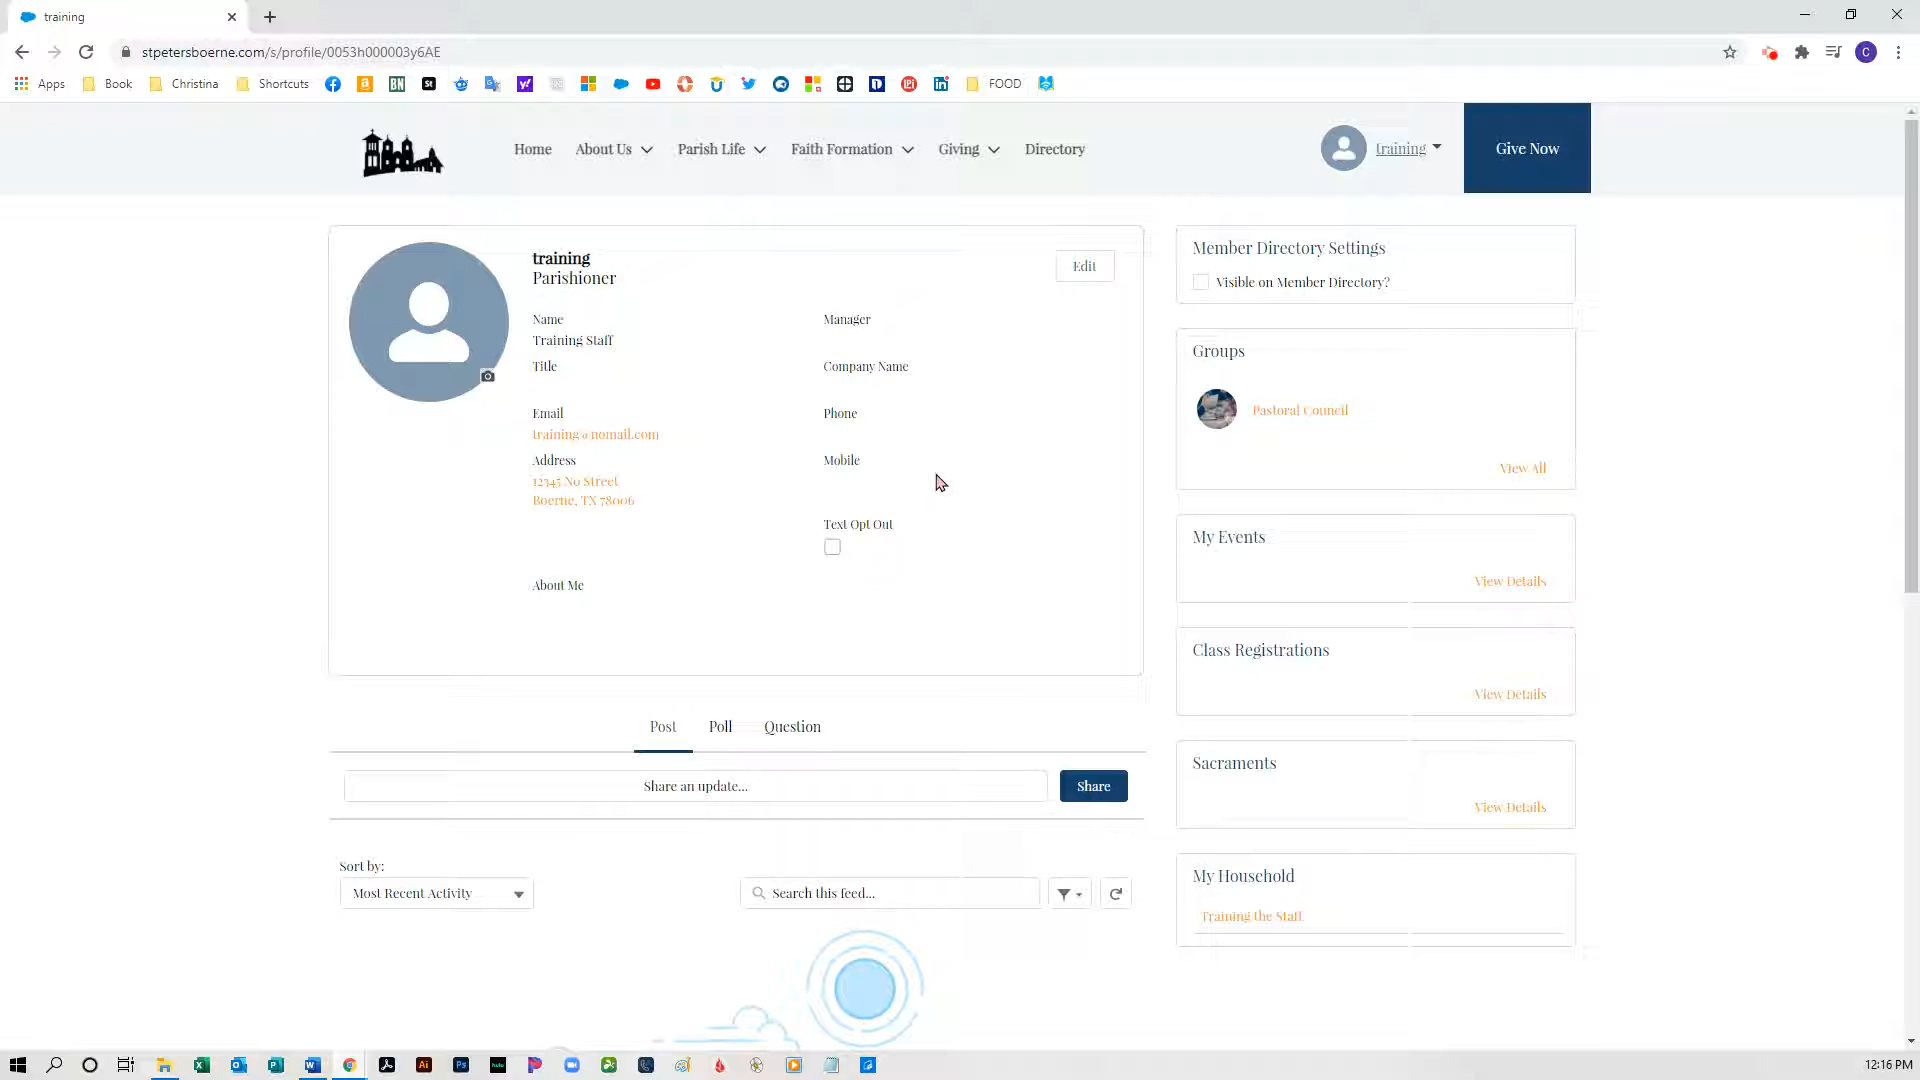 training
stpetersboerne.com/s/profile/0053h000003y6AE
C
Apps
Book
Christina
Shortcuts
FOOD
Home
About Us
Parish Life
Faith Formation
Giving
Directory
training
Give Now
training
Parishioner
Edit
Name
Training Staff
Title
Email
training@nomail.com
Address
12345 No Street
Boerne, TX 78006
Manager
Company Name
Phone
Mobile
Text Opt Out
About Me
Member Directory Settings
Visible on Member Directory?
Groups
Pastoral Council
View All
My Events
View Details
Class Registrations
View Details
Sacraments
View Details
My Household
Training the Staff
Post
Poll
Question
Share an update...
Share
Sort by:
Most Recent Activity
Search this feed...
12:16 PM